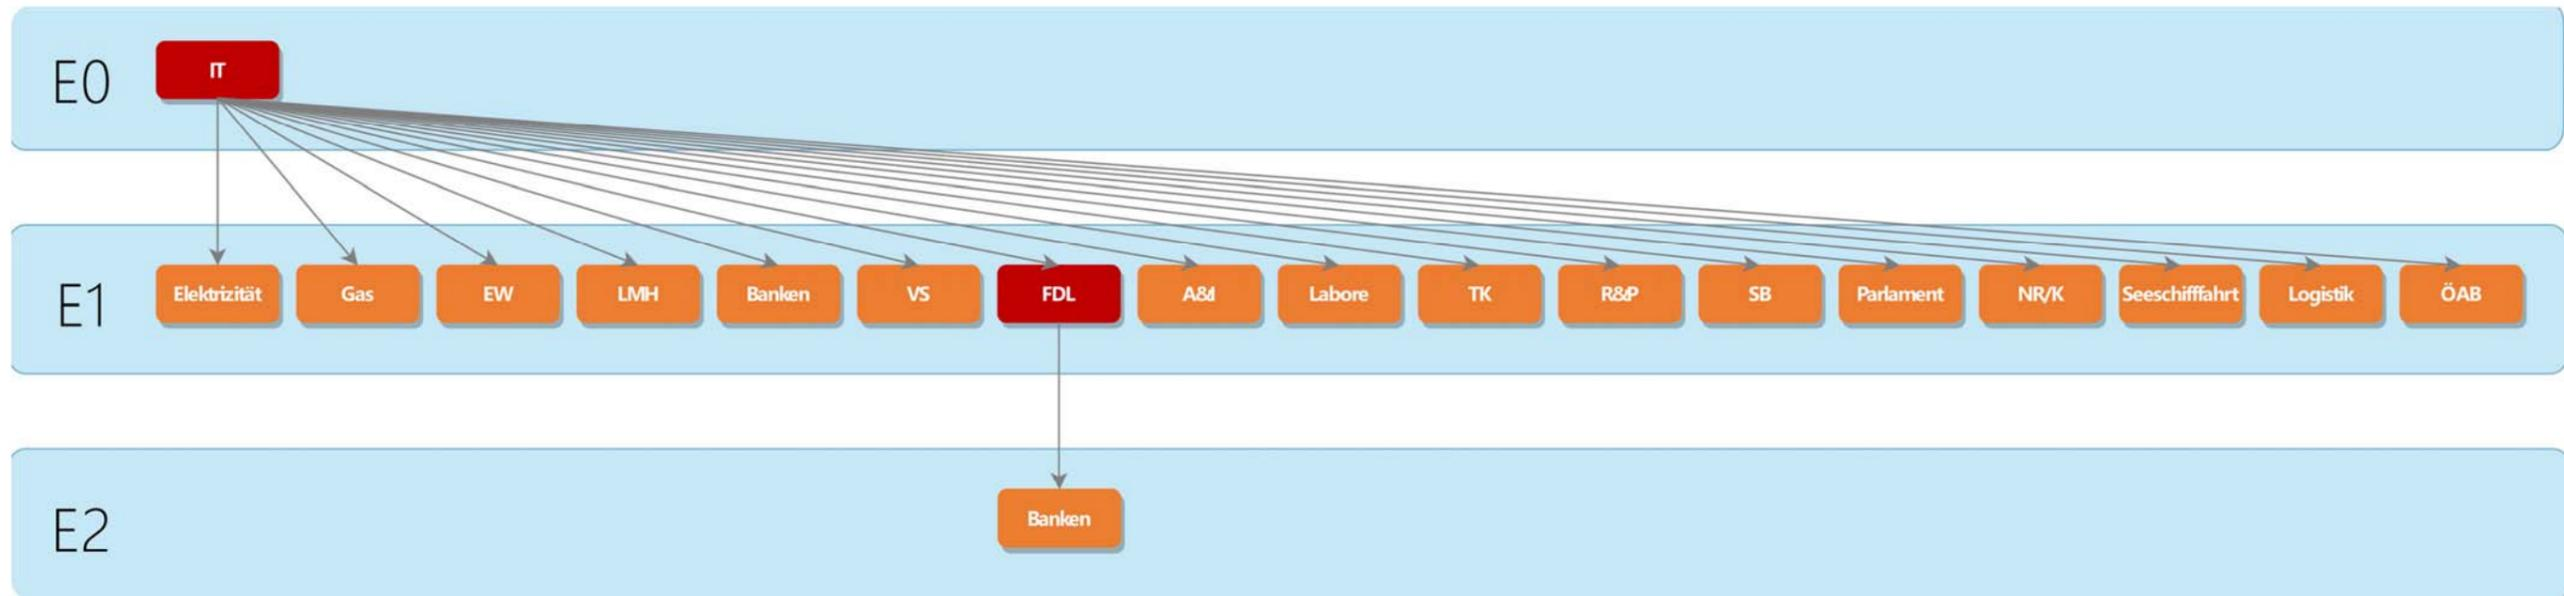 E0
IT
E1
Elektrizität
Gas
EW
LMH
Banken
VS
FDL
A&I
Labore
TK
R&P
SB
Parlament
NR/K
Seeschifffahrt
Logistik
ÖAB
E2
Banken